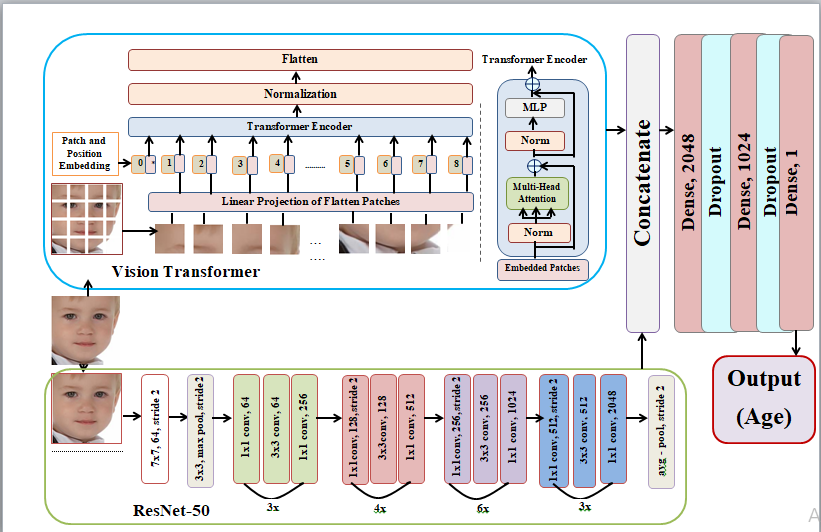 Flatten
Normalization
Transformer Encoder
Patch and
Position
Embedding
0 * 1 2 3 4 ......... 5 6 7 8
Linear Projection of Flatten Patches
...
....
Vision Transformer
Transformer Encoder
MLP
Norm
Multi-Head
Attention
Norm
Embedded Patches
Concatenate
Dense, 2048
Dropout
Dense, 1024
Dropout
Dense, 1
Output
(Age)
7x7, 64, stride 2
3x3, max pool, stride2
1x1 conv, 64
3x3 conv, 64
1x1 conv, 256
3x
1x1conv, 128,stride 2
3x3conv, 128
1x1 conv, 512
4x
1x1conv, 256,stride 2
3x3 conv, 256
1x1 conv, 1024
6x
1x1 conv, 512, stride 2
3x3 conv, 512
1x1 conv, 2048
3x
avg - pool, stride 2
ResNet-50
A